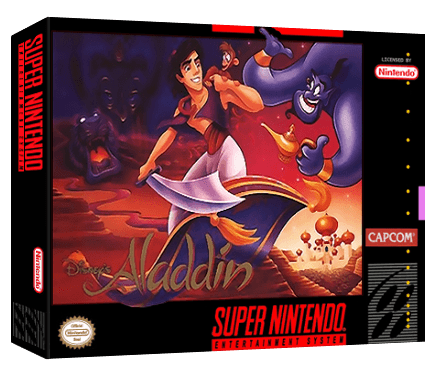 SUPER NINTENDO
Nintendo
LICENSED BY
Nintendo
Disney's
Aladdin
CAPCOM
SUPER NINTENDO
ENTERTAINMENT SYSTEM